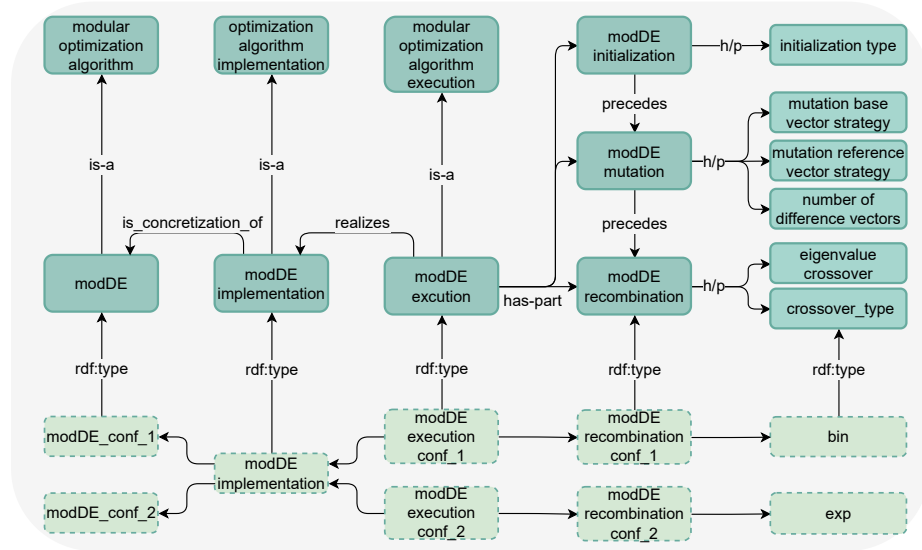 modular
optimization
algorithm
optimization
algorithm
implementation
modular
optimization
algorithm
execution
modDE
initialization
h/p
initialization type
precedes
mutation base
vector strategy
is-a
is-a
is-a
modDE
mutation
h/p
mutation reference
vector strategy
number of
difference vectors
is_concretization_of
realizes
precedes
modDE
modDE
implementation
modDE
excution
has-part
modDE
recombination
h/p
eigenvalue
crossover
crossover_type
rdf:type
rdf:type
rdf:type
rdf:type
rdf:type
modDE_conf_1
modDE
implementation
modDE
execution
conf_1
modDE
recombination
conf_1
bin
modDE_conf_2
modDE
execution
conf_2
modDE
recombination
conf_2
exp